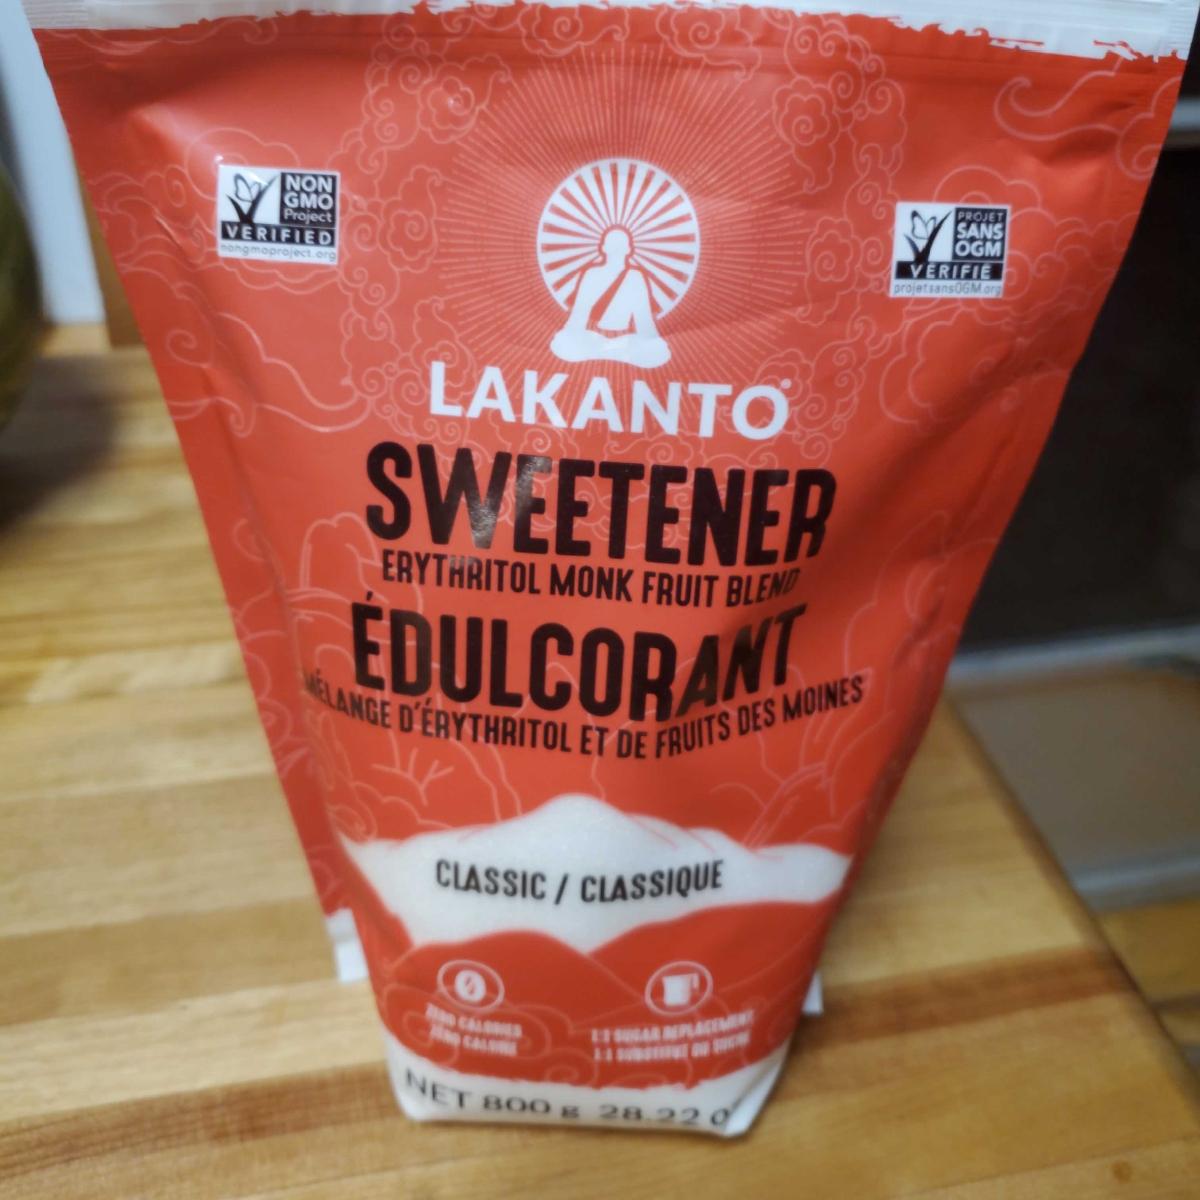 NON
GMO
Project
VERIFIED
nongmoproject.org
PROJET
SANS
OGM
VÉRIFIÉ
projetsansOGM.org
LAKANTO
SWEETENER
ERYTHRITOL MONK FRUIT BLEND
ÉDULCORANT
MÉLANGE D'ÉRYTHRITOL ET DE FRUITS DES MOINES
CLASSIC / CLASSIQUE
0
ZERO CALORIES
ZÉRO CALORIE
1:1 SUGAR REPLACEMENT
1:1 SUBSTITUT DU SUCRE
NET 800 g 28.22